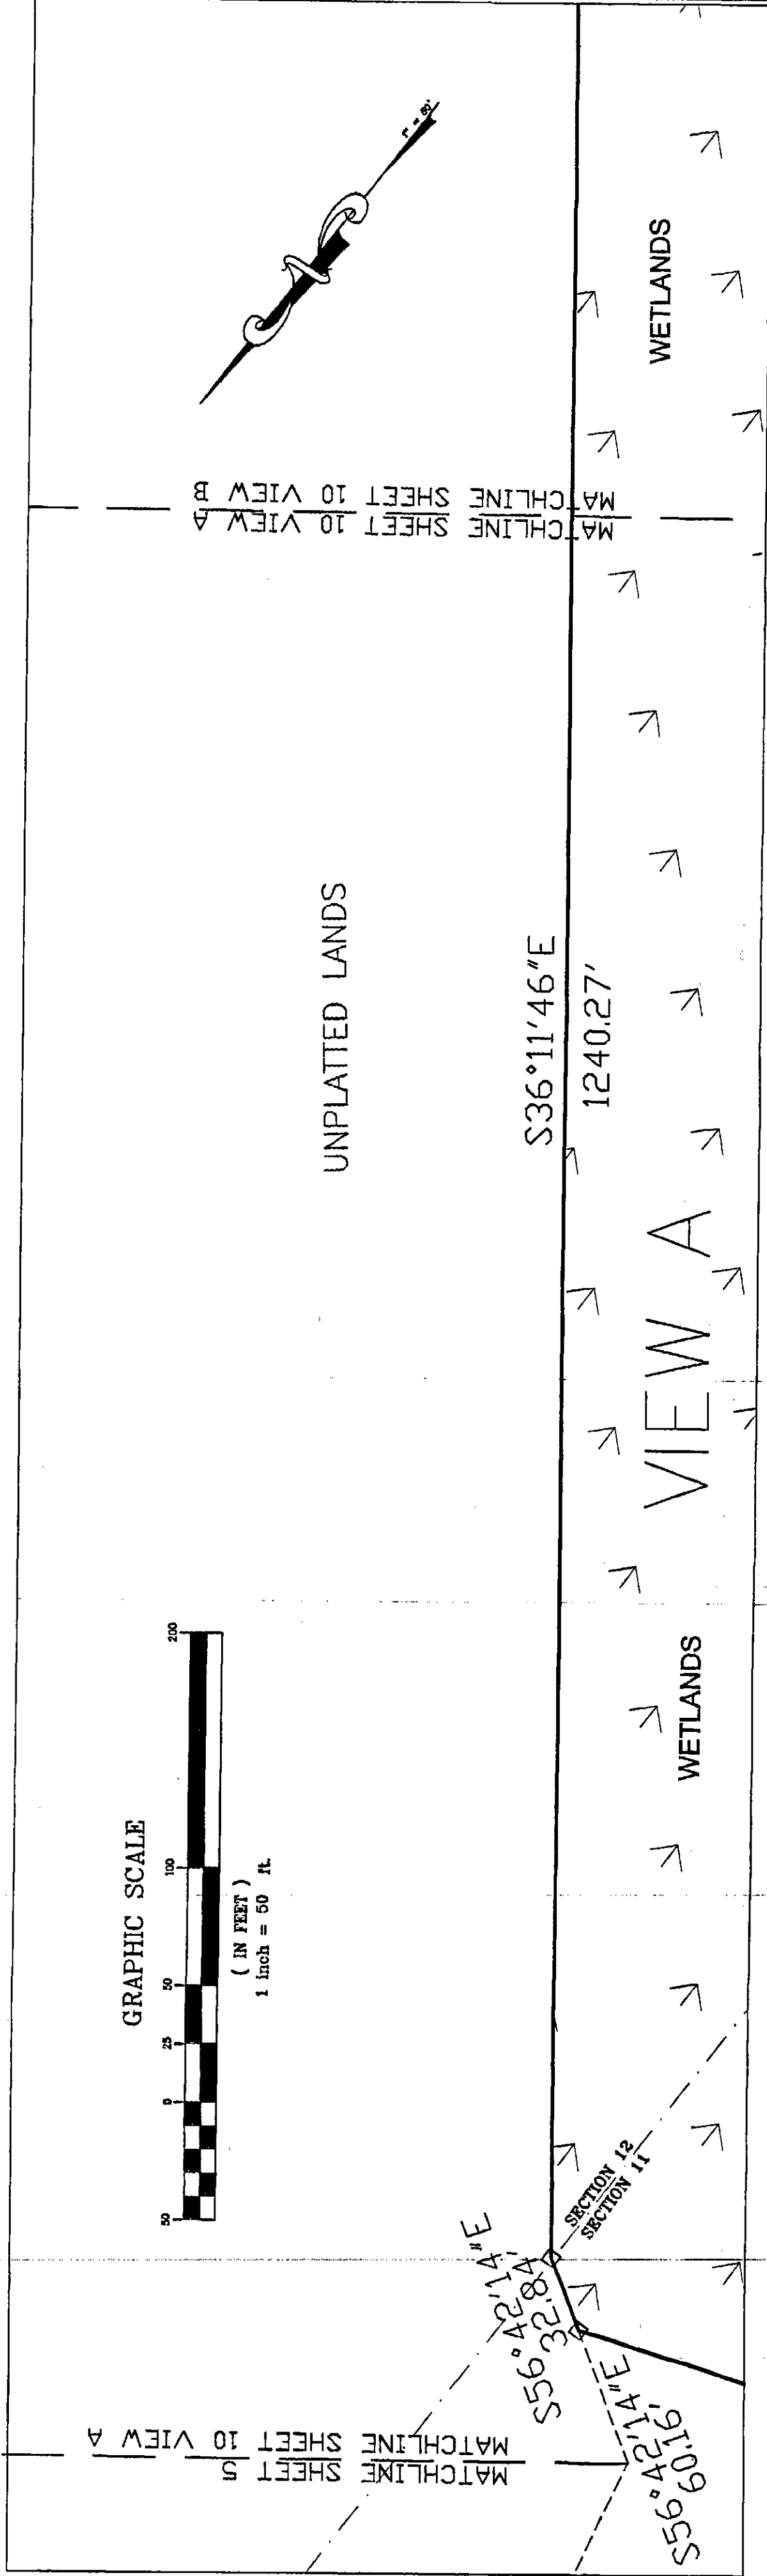 1" = 50'
MATCHLINE SHEET 10 VIEW B
MATCHLINE SHEET 10 VIEW A
WETLANDS
UNPLATTED LANDS
S36°11'46"E
1240.27'
VIEW A
GRAPHIC SCALE
50 0 25 50 100 200
( IN FEET )
1 inch = 50 ft.
WETLANDS
SECTION 12
SECTION 11
S56°42'14"E
32.84'
MATCHLINE SHEET 10 VIEW A
MATCHLINE SHEET 5
S56°42'14"E
60.16'